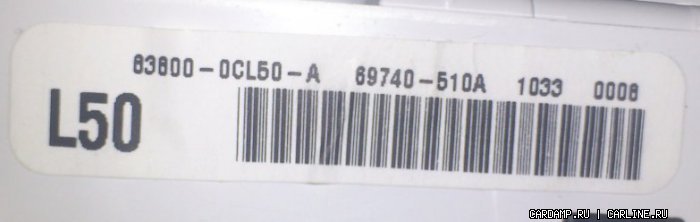 83800-0CL50-A 69740-510A 1033 0006
L50
CARDAMP.RU | CARLINE.RU